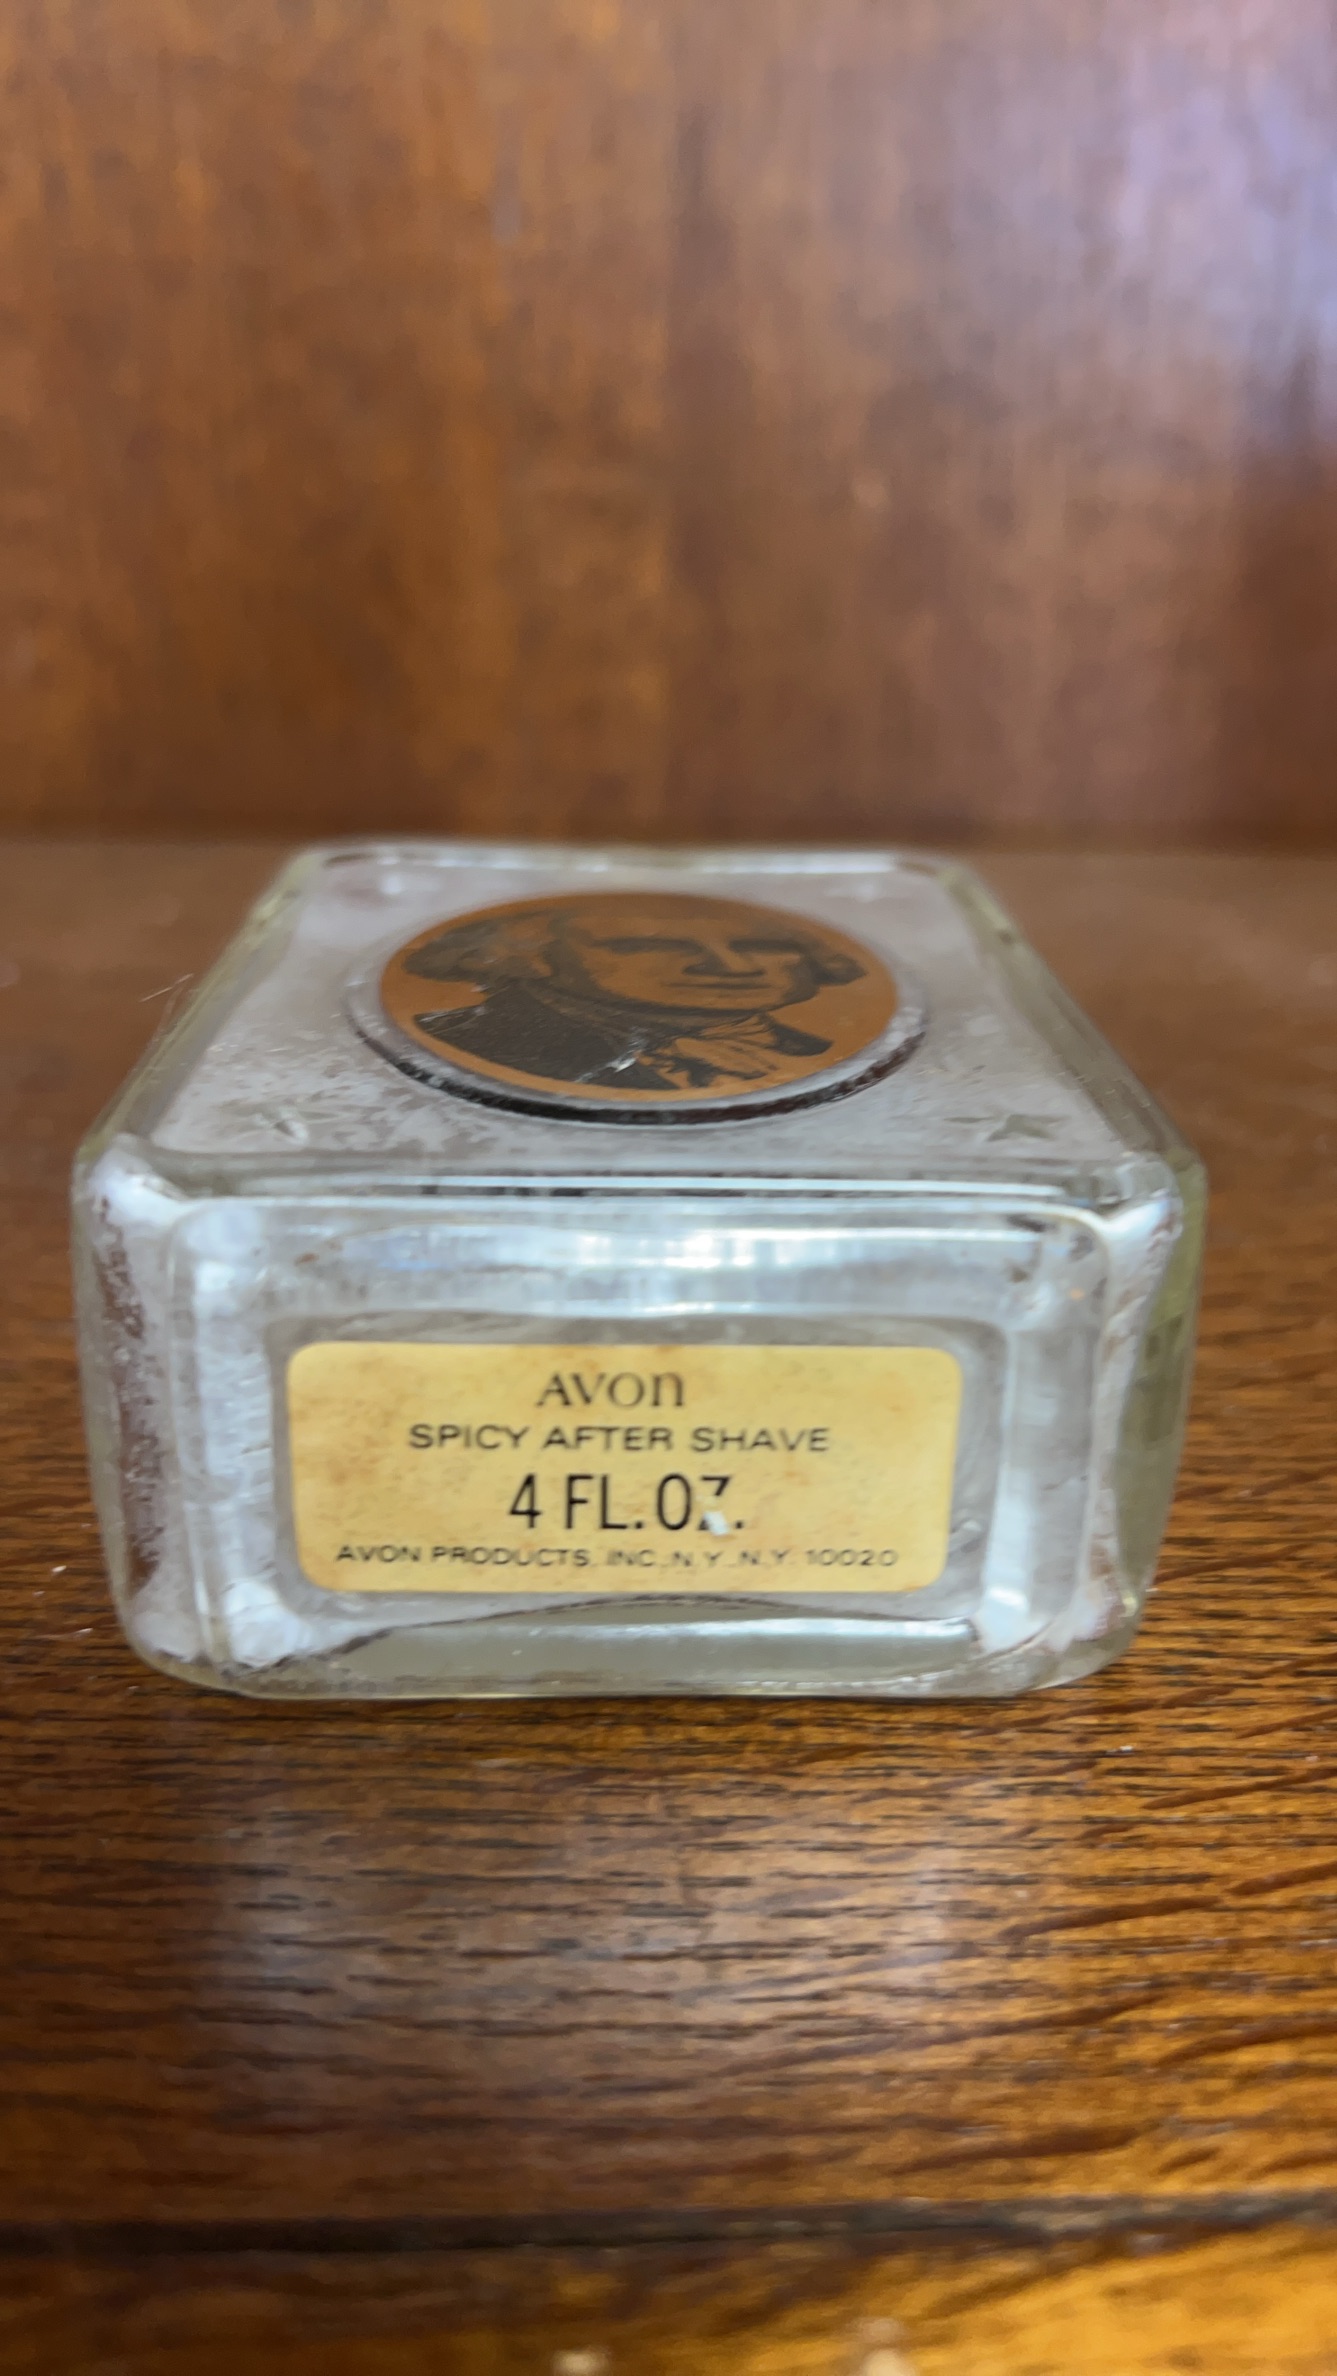 AVON
SPICY AFTER SHAVE
4 FL. OZ.
AVON PRODUCTS, INC., N.Y., N.Y. 10020